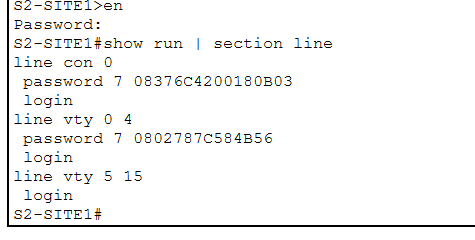 S2-SITE1>en
Password:
S2-SITE1#show run | section line
line con 0
 password 7 08376C4200180B03
 login
line vty 0 4
 password 7 0802787C584B56
 login
line vty 5 15
 login
S2-SITE1#